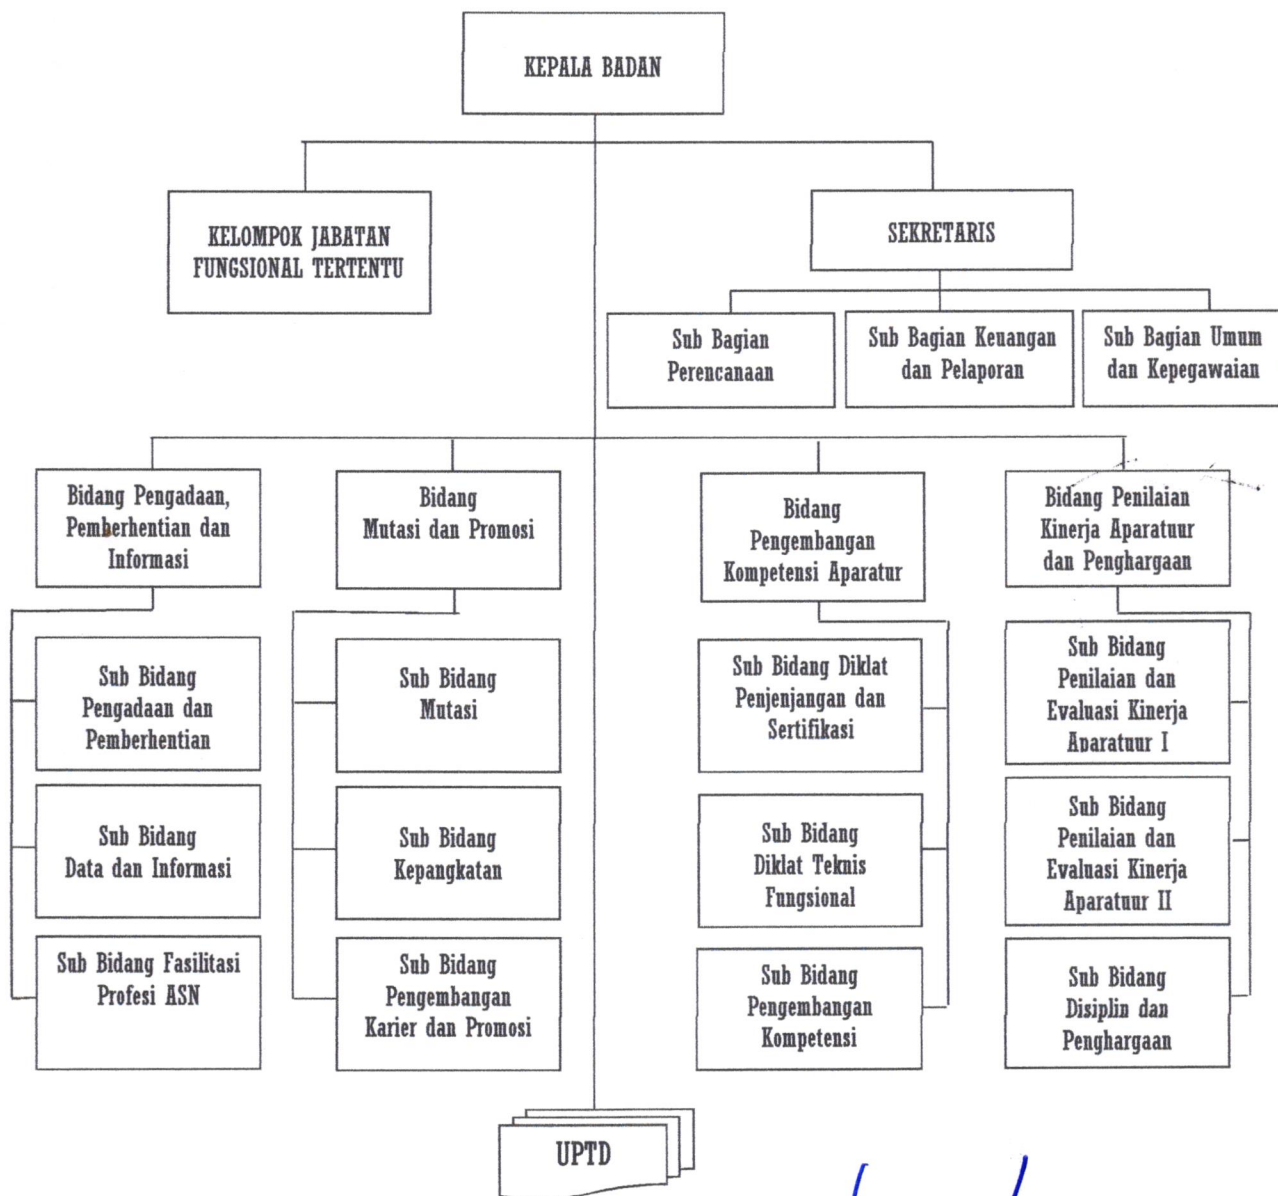 KEPALA BADAN
KELOMPOK JABATAN
FUNGSIONAL TERTENTU
SEKRETARIS
Sub Bagian
Perencanaan
Sub Bagian Keuangan
dan Pelaporan
Sub Bagian Umum
dan Kepegawaian
Bidang Pengadaan,
Pemberhentian dan
Informasi
Bidang
Mutasi dan Promosi
Bidang
Pengembangan
Kompetensi Aparatur
Bidang Penilaian
Kinerja Aparatuur
dan Penghargaan
Sub Bidang
Pengadaan dan
Pemberhentian
Sub Bidang
Mutasi
Sub Bidang Diklat
Penjenjangan dan
Sertifikasi
Sub Bidang
Penilaian dan
Evaluasi Kinerja
Aparatuur I
Sub Bidang
Data dan Informasi
Sub Bidang
Kepangkatan
Sub Bidang
Diklat Teknis
Fungsional
Sub Bidang
Penilaian dan
Evaluasi Kinerja
Aparatuur II
Sub Bidang Fasilitasi
Profesi ASN
Sub Bidang
Pengembangan
Karier dan Promosi
Sub Bidang
Pengembangan
Kompetensi
Sub Bidang
Disiplin dan
Penghargaan
UPTD